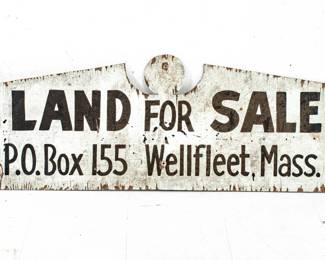 LAND FOR SALE
P.O. Box 155 Wellfleet, Mass.